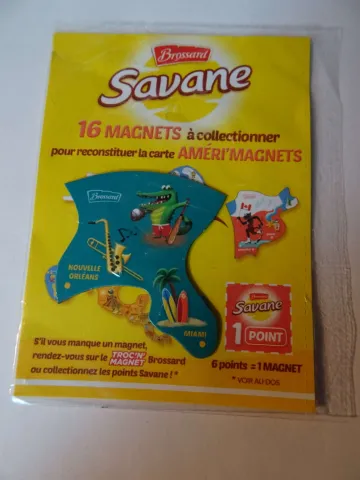 Brossard
Savane
16 MAGNETS à collectionner
pour reconstituer la carte AMÉRI'MAGNETS
Brossard
NOUVELLE
ORLÉANS
MIAMI
Brossard
Savane
1 POINT
S'il vous manque un magnet,
rendez-vous sur le TROC'N' MAGNET Brossard
ou collectionnez les points Savane ! *
6 points = 1 MAGNET
* VOIR AU DOS